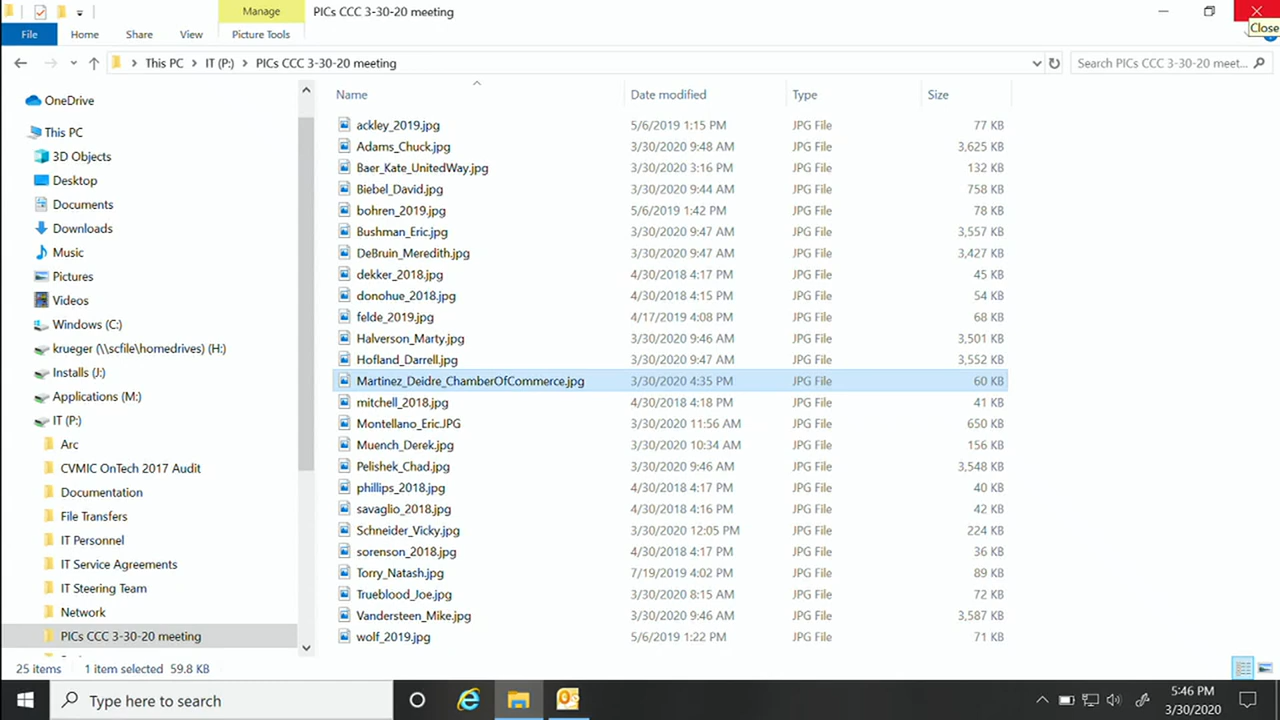 Manage PICs CCC 3-30-20 meeting
Close
File Home Share View Picture Tools
This PC IT (P:) PICs CCC 3-30-20 meeting Search PICs CCC 3-30-20 meet...
OneDrive
This PC
3D Objects
Desktop
Documents
Downloads
Music
Pictures
Videos
Windows (C:)
krueger (\\scfile\homedrives) (H:)
Installs (J:)
Applications (M:)
IT (P:)
Arc
CVMIC OnTech 2017 Audit
Documentation
File Transfers
IT Personnel
IT Service Agreements
IT Steering Team
Network
PICs CCC 3-30-20 meeting
Name Date modified Type Size
ackley_2019.jpg 5/6/2019 1:15 PM JPG File 77 KB
Adams_Chuck.jpg 3/30/2020 9:48 AM JPG File 3,625 KB
Baer_Kate_UnitedWay.jpg 3/30/2020 3:16 PM JPG File 132 KB
Biebel_David.jpg 3/30/2020 9:44 AM JPG File 758 KB
bohren_2019.jpg 5/6/2019 1:42 PM JPG File 78 KB
Bushman_Eric.jpg 3/30/2020 9:47 AM JPG File 3,557 KB
DeBruin_Meredith.jpg 3/30/2020 9:47 AM JPG File 3,427 KB
dekker_2018.jpg 4/30/2018 4:17 PM JPG File 45 KB
donohue_2018.jpg 4/30/2018 4:15 PM JPG File 54 KB
felde_2019.jpg 4/17/2019 4:08 PM JPG File 68 KB
Halverson_Marty.jpg 3/30/2020 9:46 AM JPG File 3,501 KB
Hofland_Darrell.jpg 3/30/2020 9:47 AM JPG File 3,552 KB
Martinez_Deidre_ChamberOfCommerce.jpg 3/30/2020 4:35 PM JPG File 60 KB
mitchell_2018.jpg 4/30/2018 4:18 PM JPG File 41 KB
Montellano_Eric.JPG 3/30/2020 11:56 AM JPG File 650 KB
Muench_Derek.jpg 3/30/2020 10:34 AM JPG File 156 KB
Pelishek_Chad.jpg 3/30/2020 9:46 AM JPG File 3,548 KB
phillips_2018.jpg 4/30/2018 4:17 PM JPG File 40 KB
savaglio_2018.jpg 4/30/2018 4:16 PM JPG File 42 KB
Schneider_Vicky.jpg 3/30/2020 12:05 PM JPG File 224 KB
sorenson_2018.jpg 4/30/2018 4:17 PM JPG File 36 KB
Torry_Natash.jpg 7/19/2019 4:02 PM JPG File 89 KB
Trueblood_Joe.jpg 3/30/2020 8:15 AM JPG File 72 KB
Vandersteen_Mike.jpg 3/30/2020 9:46 AM JPG File 3,587 KB
wolf_2019.jpg 5/6/2019 1:22 PM JPG File 71 KB
25 items 1 item selected 59.8 KB
Type here to search
5:46 PM
3/30/2020